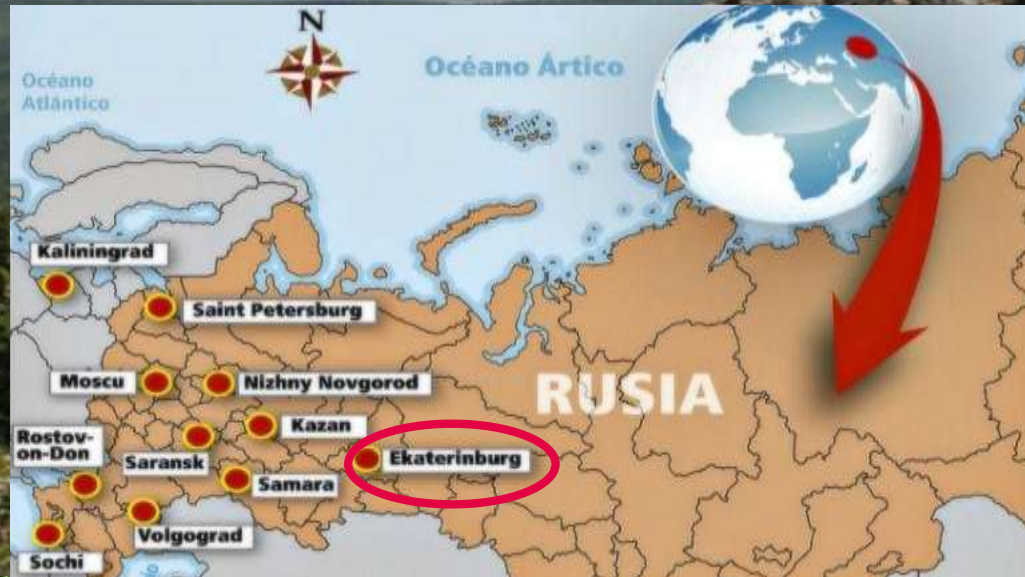 N
Océano
Atlántico
Océano Ártico
Kaliningrad
Saint Petersburg
Moscu
Nizhny Novgorod
RUSIA
Kazan
Rostov-
on-Don
Saransk
Ekaterinburg
Samara
Volgograd
Sochi